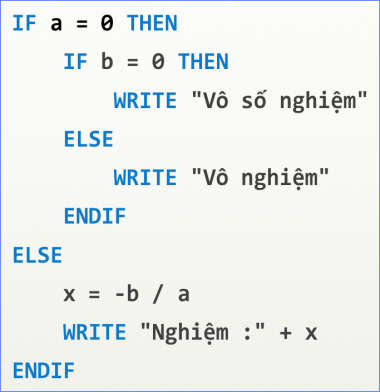 IF a = 0 THEN
IF b = 0 THEN
WRITE "Vô số nghiệm"
ELSE
WRITE "Vô nghiệm"
ENDIF
ELSE
x = -b / a
WRITE "Nghiệm :" + x
ENDIF